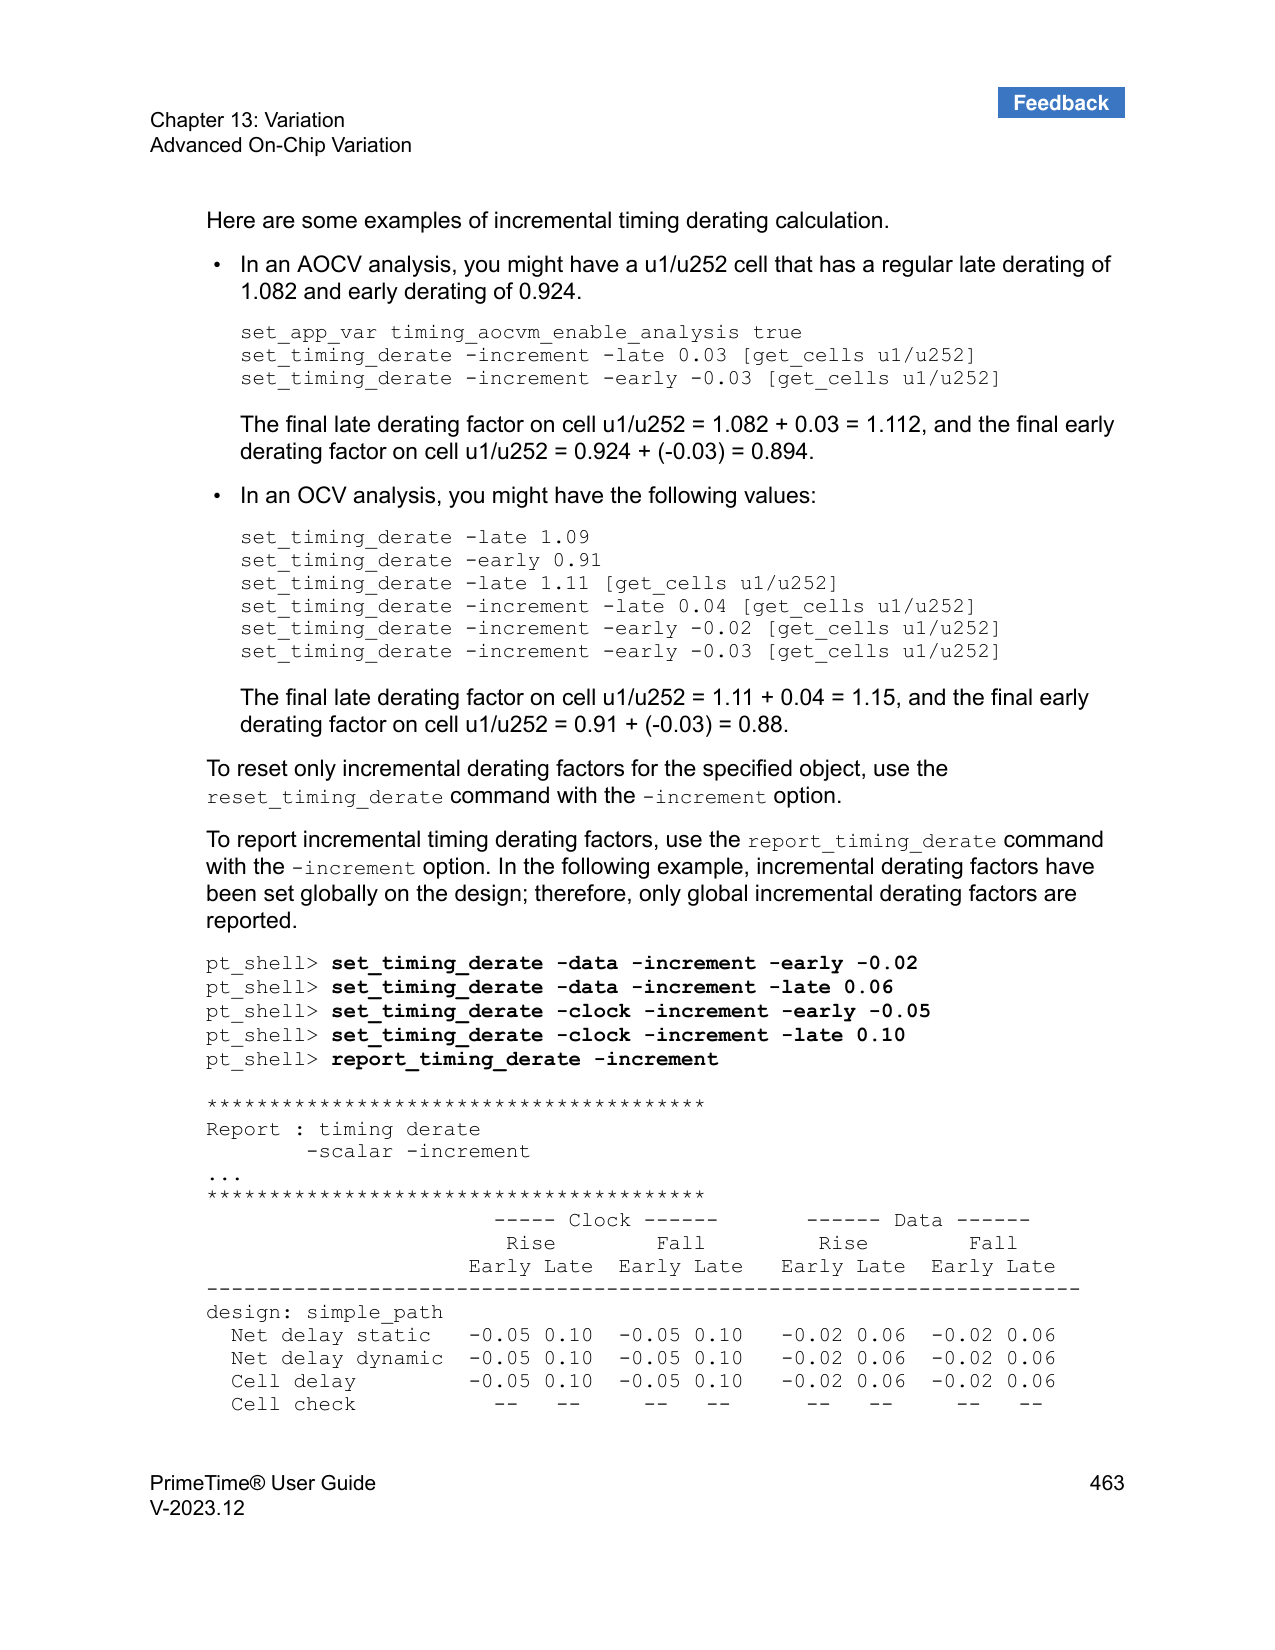 Feedback
Chapter 13: Variation
Advanced On-Chip Variation
Here are some examples of incremental timing derating calculation.
• In an AOCV analysis, you might have a u1/u252 cell that has a regular late derating of
1.082 and early derating of 0.924.
set_app_var timing_aocvm_enable_analysis true
set_timing_derate -increment -late 0.03 [get_cells u1/u252]
set_timing_derate -increment -early -0.03 [get_cells u1/u252]
The final late derating factor on cell u1/u252 = 1.082 + 0.03 = 1.112, and the final early
derating factor on cell u1/u252 = 0.924 + (-0.03) = 0.894.
• In an OCV analysis, you might have the following values:
set_timing_derate -late 1.09
set_timing_derate -early 0.91
set_timing_derate -late 1.11 [get_cells u1/u252]
set_timing_derate -increment -late 0.04 [get_cells u1/u252]
set_timing_derate -increment -early -0.02 [get_cells u1/u252]
set_timing_derate -increment -early -0.03 [get_cells u1/u252]
The final late derating factor on cell u1/u252 = 1.11 + 0.04 = 1.15, and the final early
derating factor on cell u1/u252 = 0.91 + (-0.03) = 0.88.
To reset only incremental derating factors for the specified object, use the
reset_timing_derate command with the -increment option.
To report incremental timing derating factors, use the report_timing_derate command
with the -increment option. In the following example, incremental derating factors have
been set globally on the design; therefore, only global incremental derating factors are
reported.
pt_shell> set_timing_derate -data -increment -early -0.02
pt_shell> set_timing_derate -data -increment -late 0.06
pt_shell> set_timing_derate -clock -increment -early -0.05
pt_shell> set_timing_derate -clock -increment -late 0.10
pt_shell> report_timing_derate -increment
****************************************
Report : timing derate
        -scalar -increment
...
****************************************
                       ----- Clock ------       ------ Data ------
                        Rise        Fall         Rise        Fall
                     Early Late  Early Late   Early Late  Early Late
----------------------------------------------------------------------
design: simple_path
  Net delay static   -0.05 0.10  -0.05 0.10   -0.02 0.06  -0.02 0.06
  Net delay dynamic  -0.05 0.10  -0.05 0.10   -0.02 0.06  -0.02 0.06
  Cell delay         -0.05 0.10  -0.05 0.10   -0.02 0.06  -0.02 0.06
  Cell check           --   --     --   --      --   --     --   --
PrimeTime® User Guide 463
V-2023.12